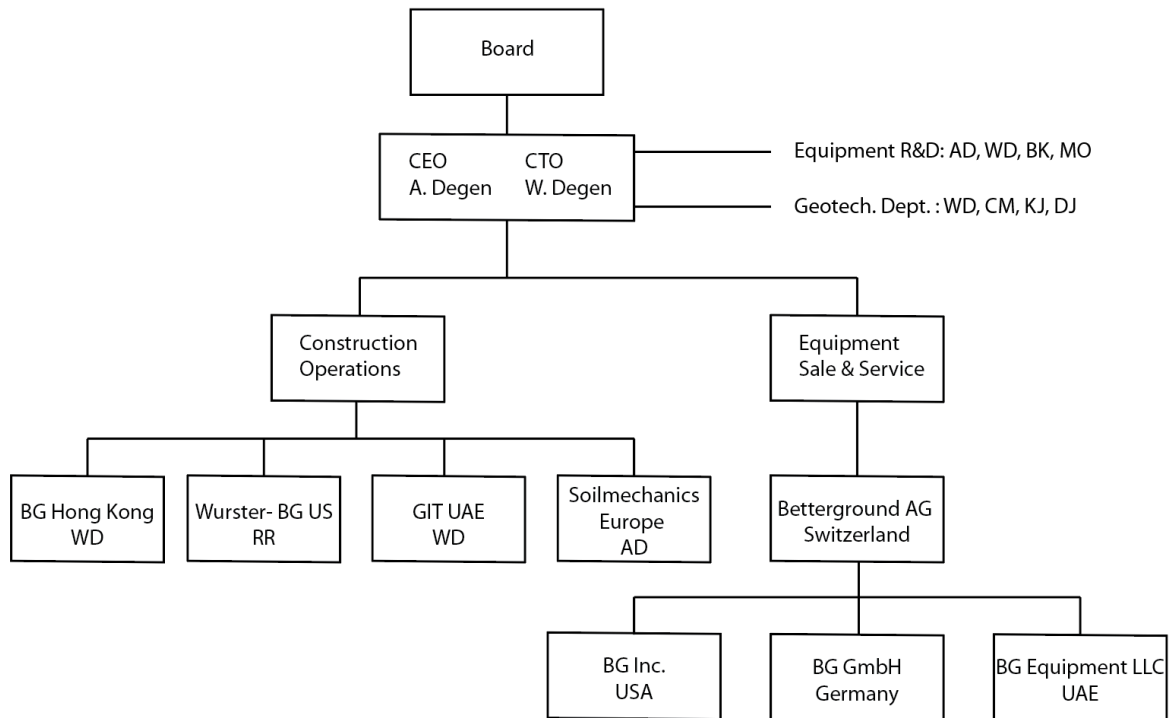 Board
CEO
A. Degen
CTO
W. Degen
Equipment R&D: AD, WD, BK, MO
Geotech. Dept. : WD, CM, KJ, DJ
Construction
Operations
Equipment
Sale & Service
BG Hong Kong
WD
Wurster- BG US
RR
GIT UAE
WD
Soilmechanics
Europe
AD
Betterground AG
Switzerland
BG Inc.
USA
BG GmbH
Germany
BG Equipment LLC
UAE